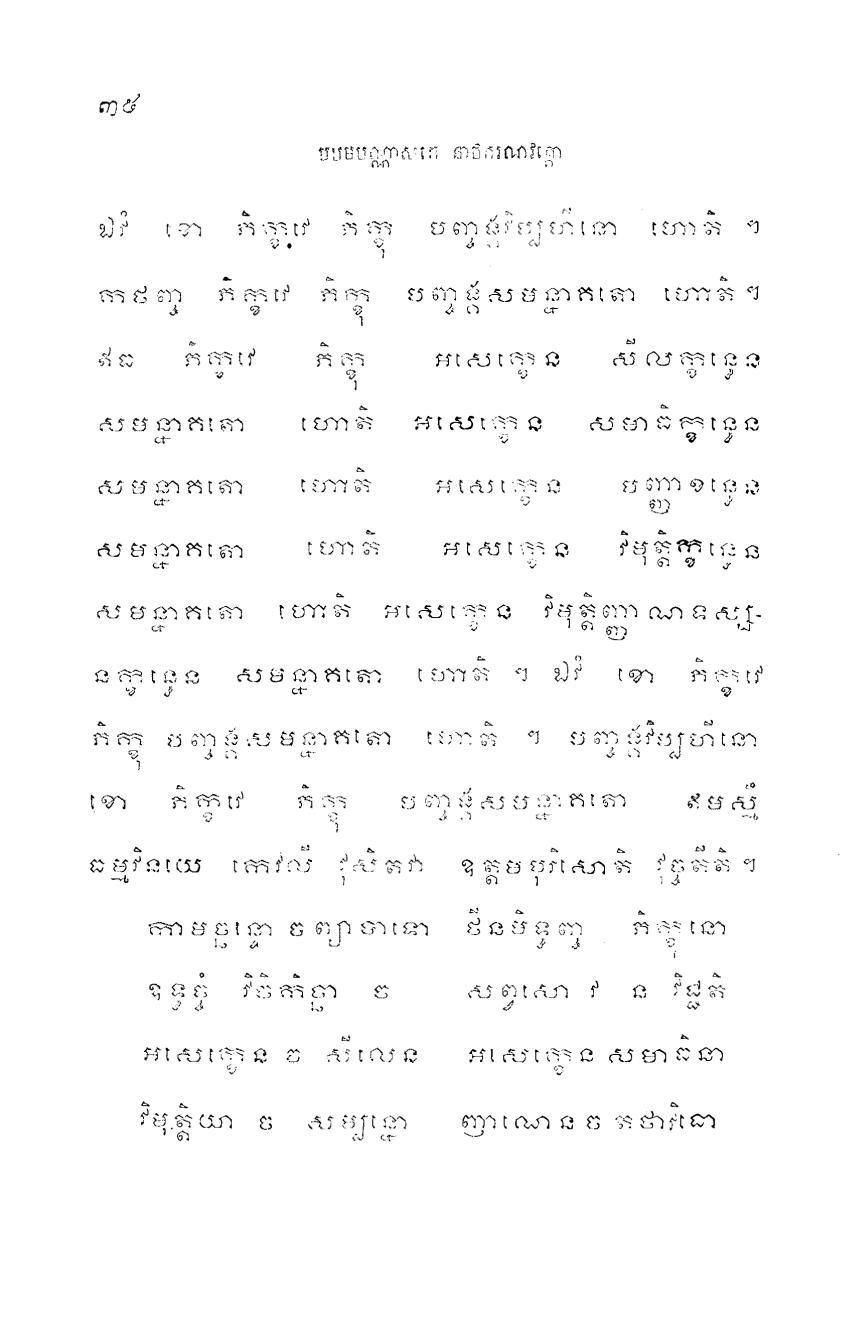 ៣៥
បឋមបណ្ណាសកេ នាថករណវគ្គោ
ឯវំ ខោ ភិក្ខវេ ភិក្ខុ បញ្ចង្គវិប្បហីនោ ហោតិ ។
កថញ្ច ភិក្ខវេ ភិក្ខុ បញ្ចង្គសមន្នាគតោ ហោតិ ។
ឥធ ភិក្ខវេ ភិក្ខុ អសេក្ខេន សីលក្ខន្ធេន
សមន្នាគតោ ហោតិ អសេក្ខេន សមាធិក្ខន្ធេន
សមន្នាគតោ ហោតិ អសេក្ខេន បញ្ញាខន្ធេន
សមន្នាគតោ ហោតិ អសេក្ខេន វិមុត្តិក្ខន្ធេន
សមន្នាគតោ ហោតិ អសេក្ខេន វិមុត្តិញ្ញាណទស្ស-
នក្ខន្ធេន សមន្នាគតោ ហោតិ ។ ឯវំ ខោ ភិក្ខវេ
ភិក្ខុ បញ្ចង្គសមន្នាគតោ ហោតិ ។ បញ្ចង្គវិប្បហីនោ
ខោ ភិក្ខវេ ភិក្ខុ បញ្ចង្គសមន្នាគតោ ឥមស្មឹ
ធម្មវិនយេ កេវលី វុសិតវា ឧត្តមបុរិសោតិ វុច្ចតីតិ ។
កាមច្ឆន្ទោ ច ព្យាបាទោ ថីនមិទ្ធញ្ច ភិក្ខុនោ
ឧទ្ធច្ចំ វិចិកិច្ឆា ច សព្វសោ វ ន វិជ្ជតិ
អសេក្ខេន ច សីលេន អសេក្ខេន សមាធិនា
វិមុត្តិយា ច សម្បន្នោ ញាណេន ច តថាវិធោ